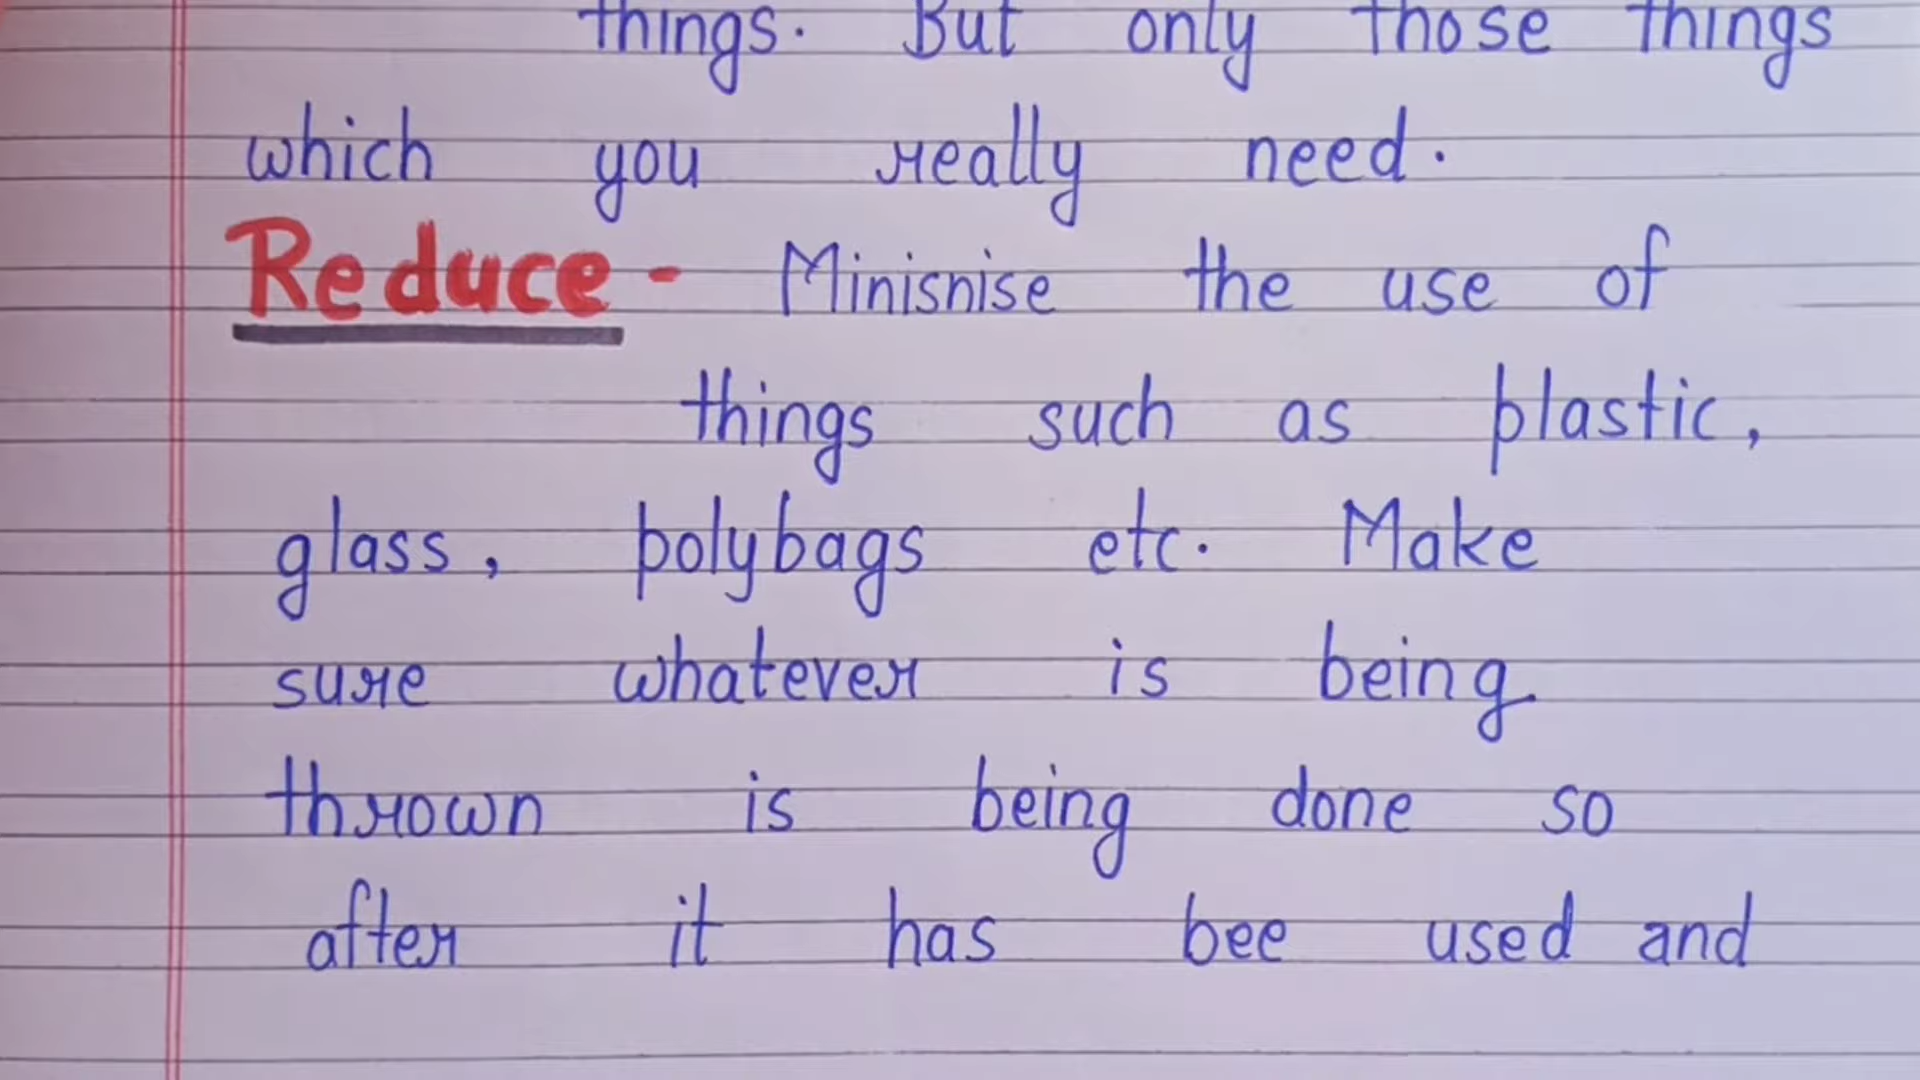 things. But only those things
which you really need.
Reduce - Minisnise the use of
things such as plastic,
glass, polybags etc. Make
sure whatever is being
thrown is being done so
after it has bee used and